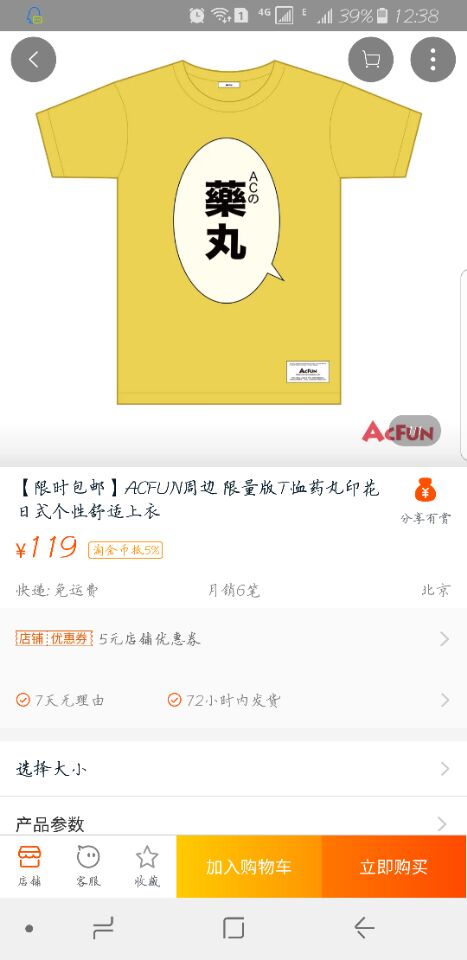 1
4G
E
39%
12:38
ACの
藥丸
ACFUN
ACFUN
【限时包邮】ACFUN周边 限量版T恤药丸印花
日式个性舒适上衣
分享有赏
¥119
淘金币抵5%
快递: 免运费
月销6笔
北京
店铺 优惠券 5元店铺优惠券
7天无理由
72小时内发货
选择大小
产品参数
店铺
客服
收藏
加入购物车
立即购买